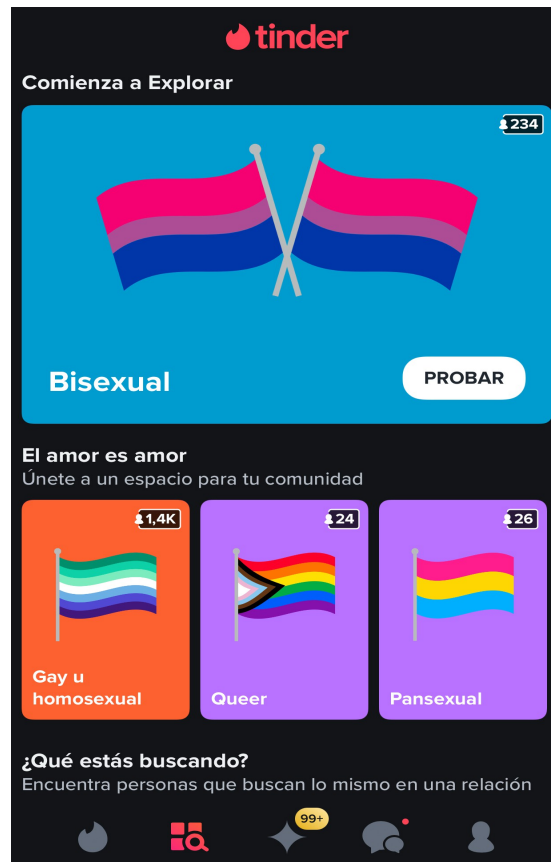 tinder
Comienza a Explorar
234
Bisexual
PROBAR
El amor es amor
Únete a un espacio para tu comunidad
1,4K
24
26
Gay u
homosexual
Queer
Pansexual
¿Qué estás buscando?
Encuentra personas que buscan lo mismo en una relación
99+